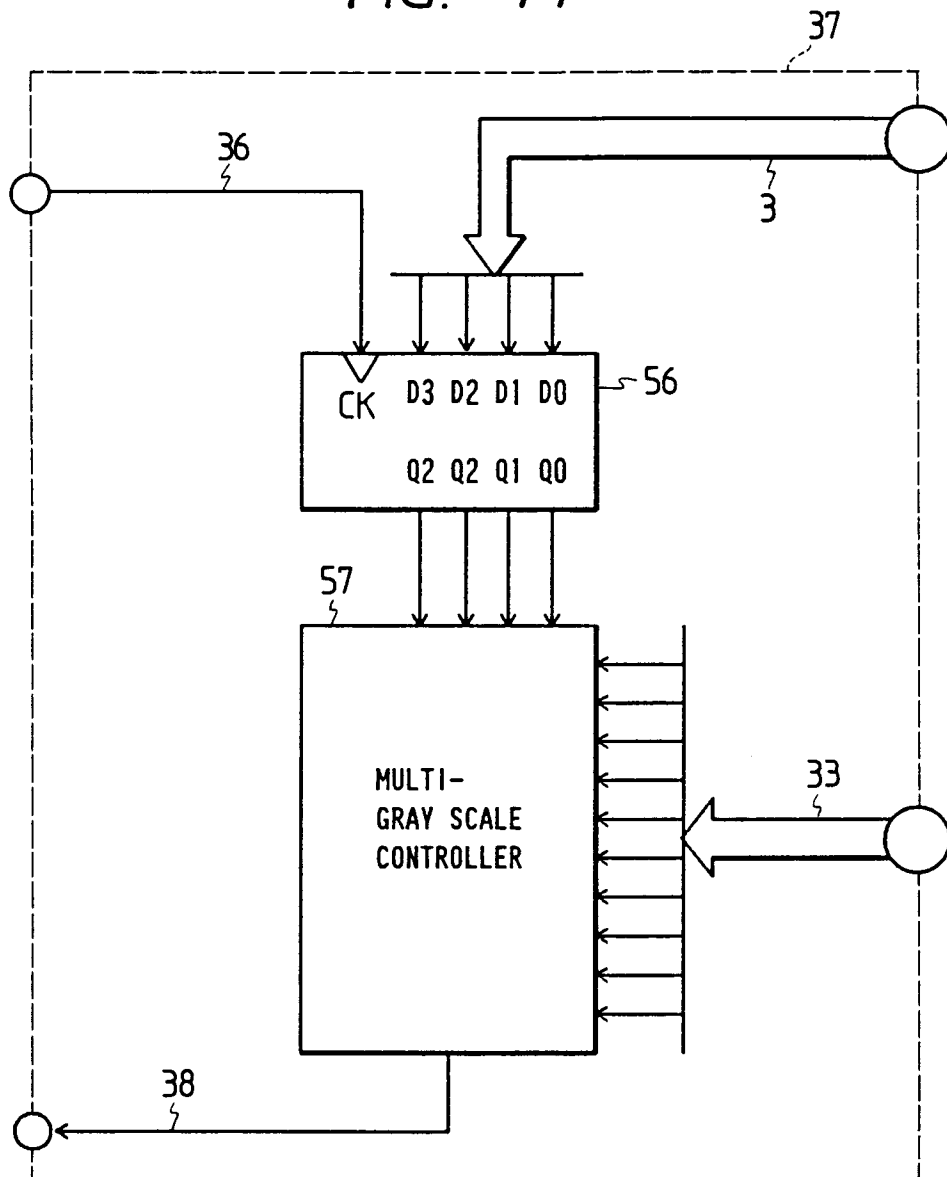 FIG.
37
36
3
CK D3 D2 D1 D0
56
Q2 Q2 Q1 Q0
57
MULTI-
GRAY SCALE
CONTROLLER
33
38